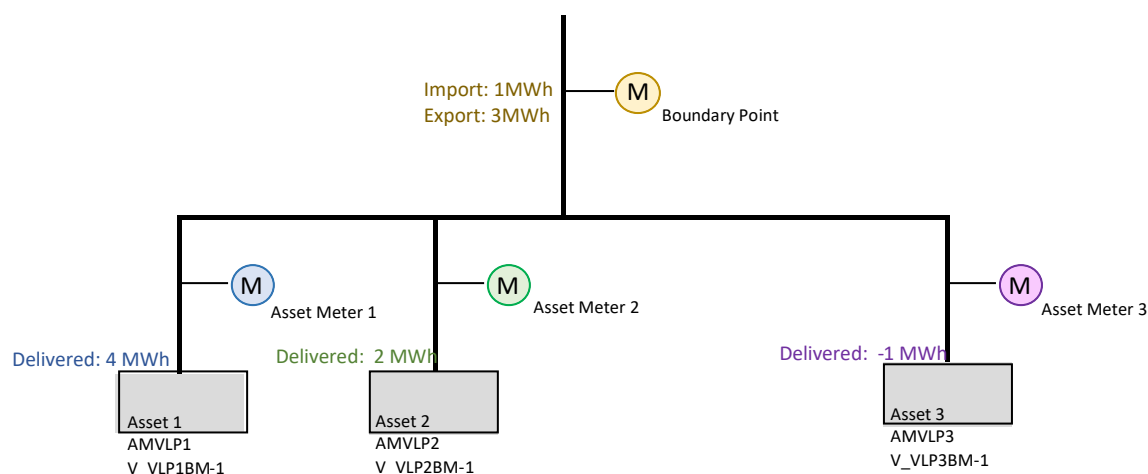 Import: 1MWh
Export: 3MWh
M
Boundary Point
M
Asset Meter 1
M
Asset Meter 2
M
Asset Meter 3
Delivered: 4 MWh
Delivered: 2 MWh
Delivered: -1 MWh
Asset 1
AMVLP1
V_VLP1BM-1
Asset 2
AMVLP2
V_VLP2BM-1
Asset 3
AMVLP3
V_VLP3BM-1